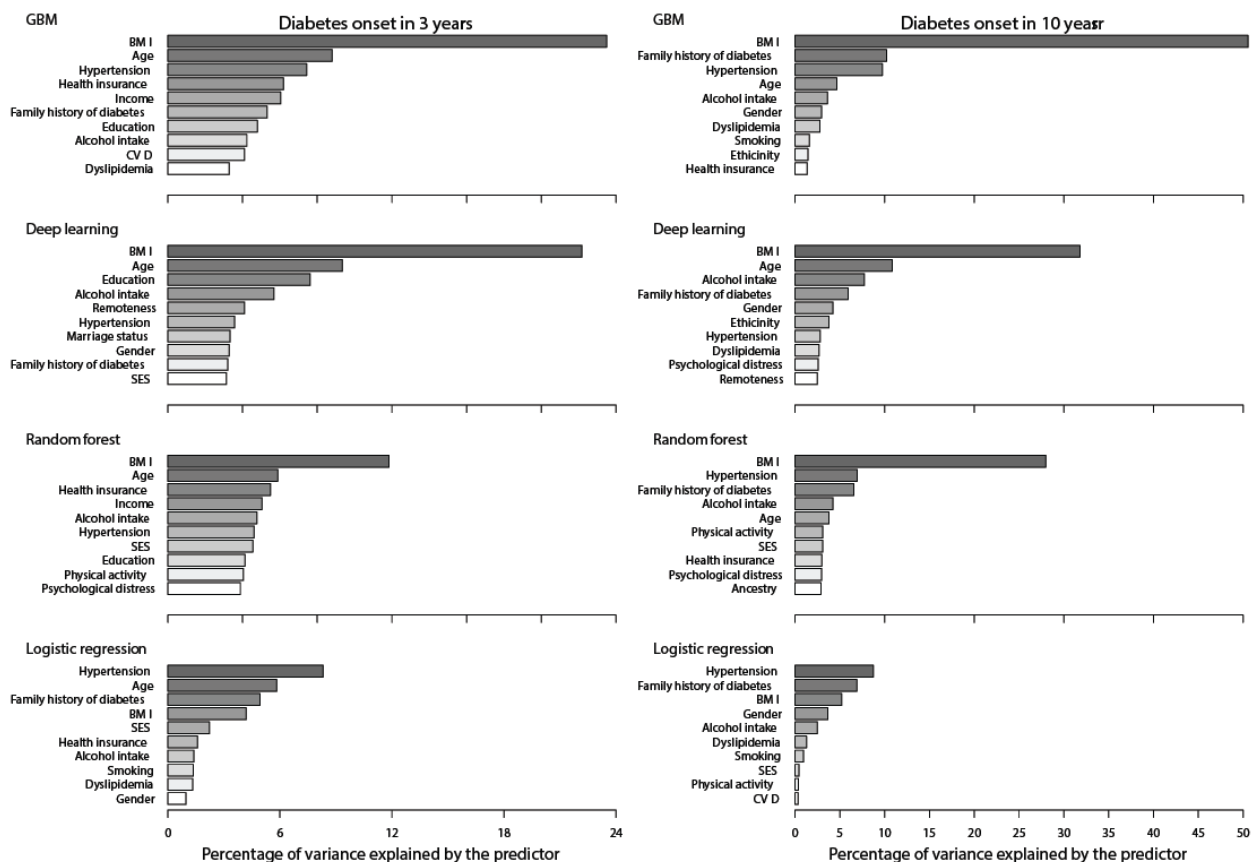 GBM
Diabetes onset in 3 years
BM I
Age
Hypertension
Health insurance
Income
Family history of diabetes
Education
Alcohol intake
CV D
Dyslipidemia
Deep learning
BM I
Age
Education
Alcohol intake
Remoteness
Hypertension
Marriage status
Gender
Family history of diabetes
SES
Random forest
BM I
Age
Health insurance
Income
Alcohol intake
Hypertension
SES
Education
Physical activity
Psychological distress
Logistic regression
Hypertension
Age
Family history of diabetes
BM I
SES
Health insurance
Alcohol intake
Smoking
Dyslipidemia
Gender
0 6 12 18 24
Percentage of variance explained by the predictor
GBM
Diabetes onset in 10 yeasr
BM I
Family history of diabetes
Hypertension
Age
Alcohol intake
Gender
Dyslipidemia
Smoking
Ethicinity
Health insurance
Deep learning
BM I
Age
Alcohol intake
Family history of diabetes
Gender
Ethicinity
Hypertension
Dyslipidemia
Psychological distress
Remoteness
Random forest
BM I
Hypertension
Family history of diabetes
Alcohol intake
Age
Physical activity
SES
Health insurance
Psychological distress
Ancestry
Logistic regression
Hypertension
Family history of diabetes
BM I
Gender
Alcohol intake
Dyslipidemia
Smoking
SES
Physical activity
CV D
0 5 10 15 20 25 30 35 40 45 50
Percentage of variance explained by the predictor